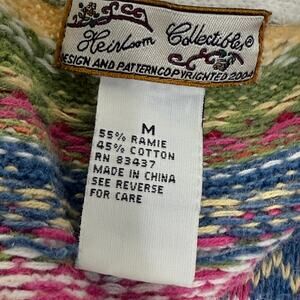 Heirloom Collectibles®
DESIGN AND PATTERN COPYRIGHTED 2004
M
55% RAMIE
45% COTTON
RN 83437
MADE IN CHINA
SEE REVERSE
FOR CARE